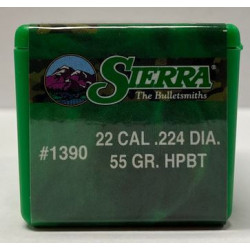 SIERRA
The Bulletsmiths
#1390
22 CAL .224 DIA.
55 GR. HPBT